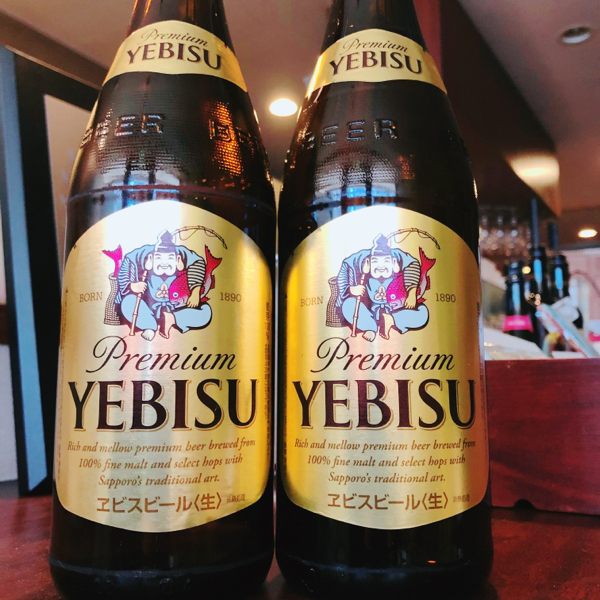 Premium
YEBISU
BEER BE
BORN 1890
Premium
YEBISU
Rich and mellow premium beer brewed from
100% fine malt and select hops with
Sapporo's traditional art.
ヱビスビール〈生〉
Premium
YEBISU
BEER
BORN 1890
Premium
YEBISU
Rich and mellow premium beer brewed from
100% fine malt and select hops with
Sapporo's traditional art.
ヱビスビール〈生〉